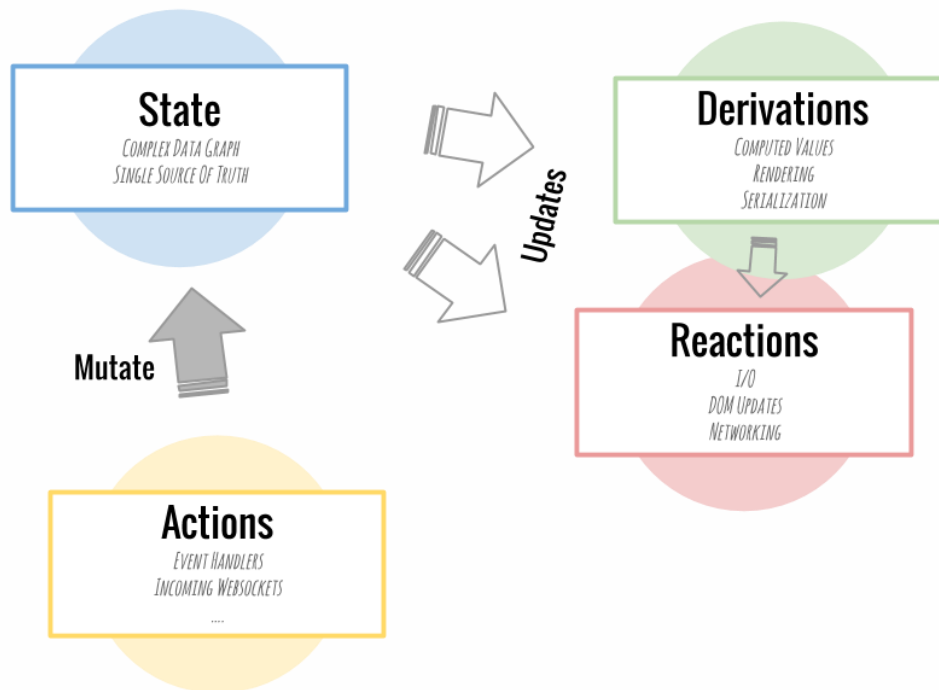 State
Complex Data Graph
Single Source Of Truth
Derivations
Computed Values
Rendering
Serialization
Updates
Reactions
I/O
DOM Updates
Networking
Mutate
Actions
Event Handlers
Incoming Websockets
....